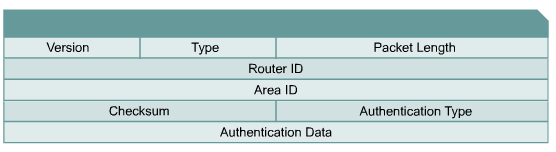 Version Type Packet Length
Router ID
Area ID
Checksum Authentication Type
Authentication Data